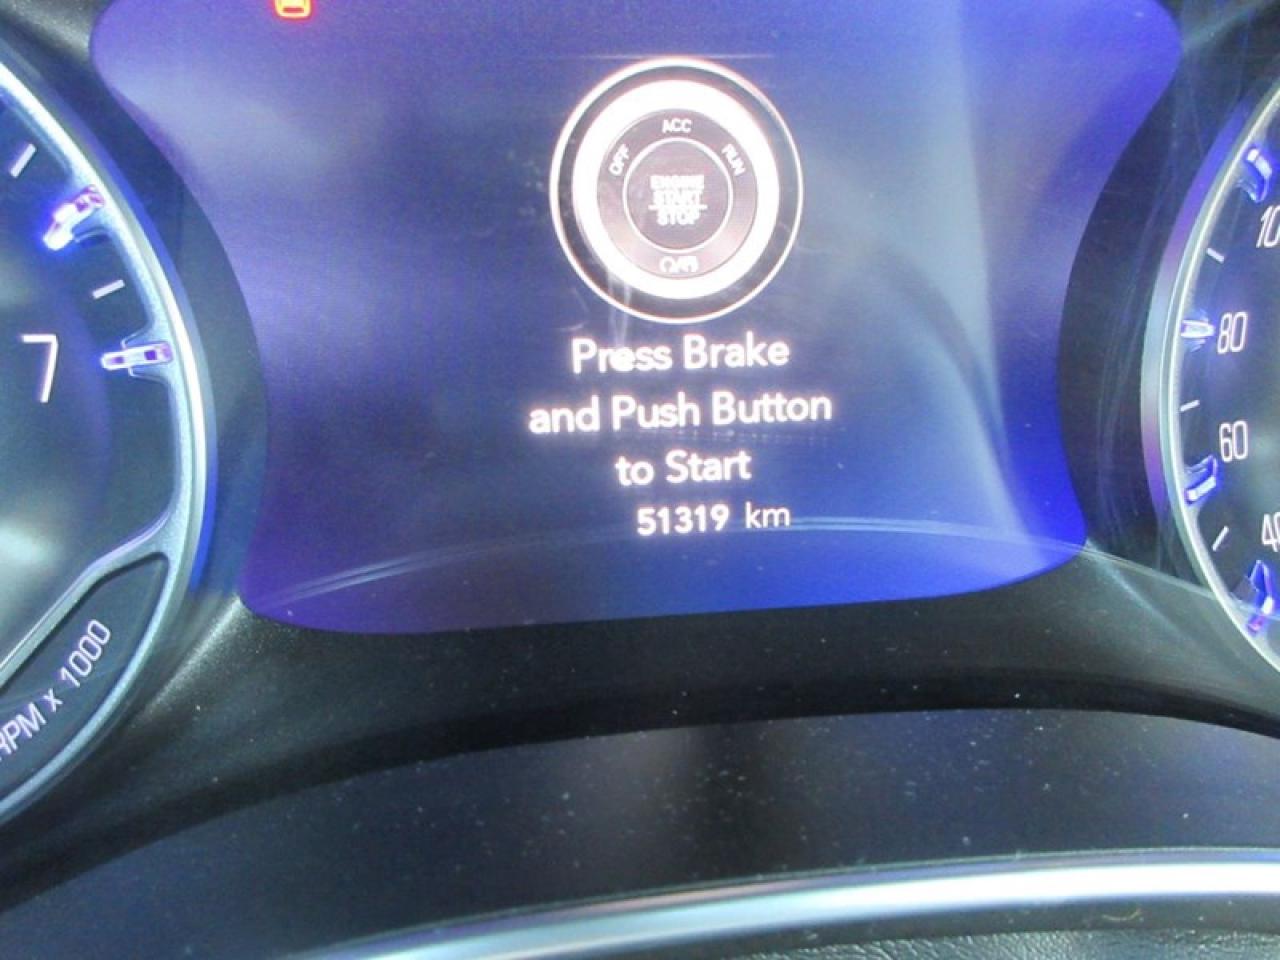 ACC
OFF
RUN
ENGINE
START
STOP
Press Brake
and Push Button
to Start
51319 km
7
RPM x 1000
80
60